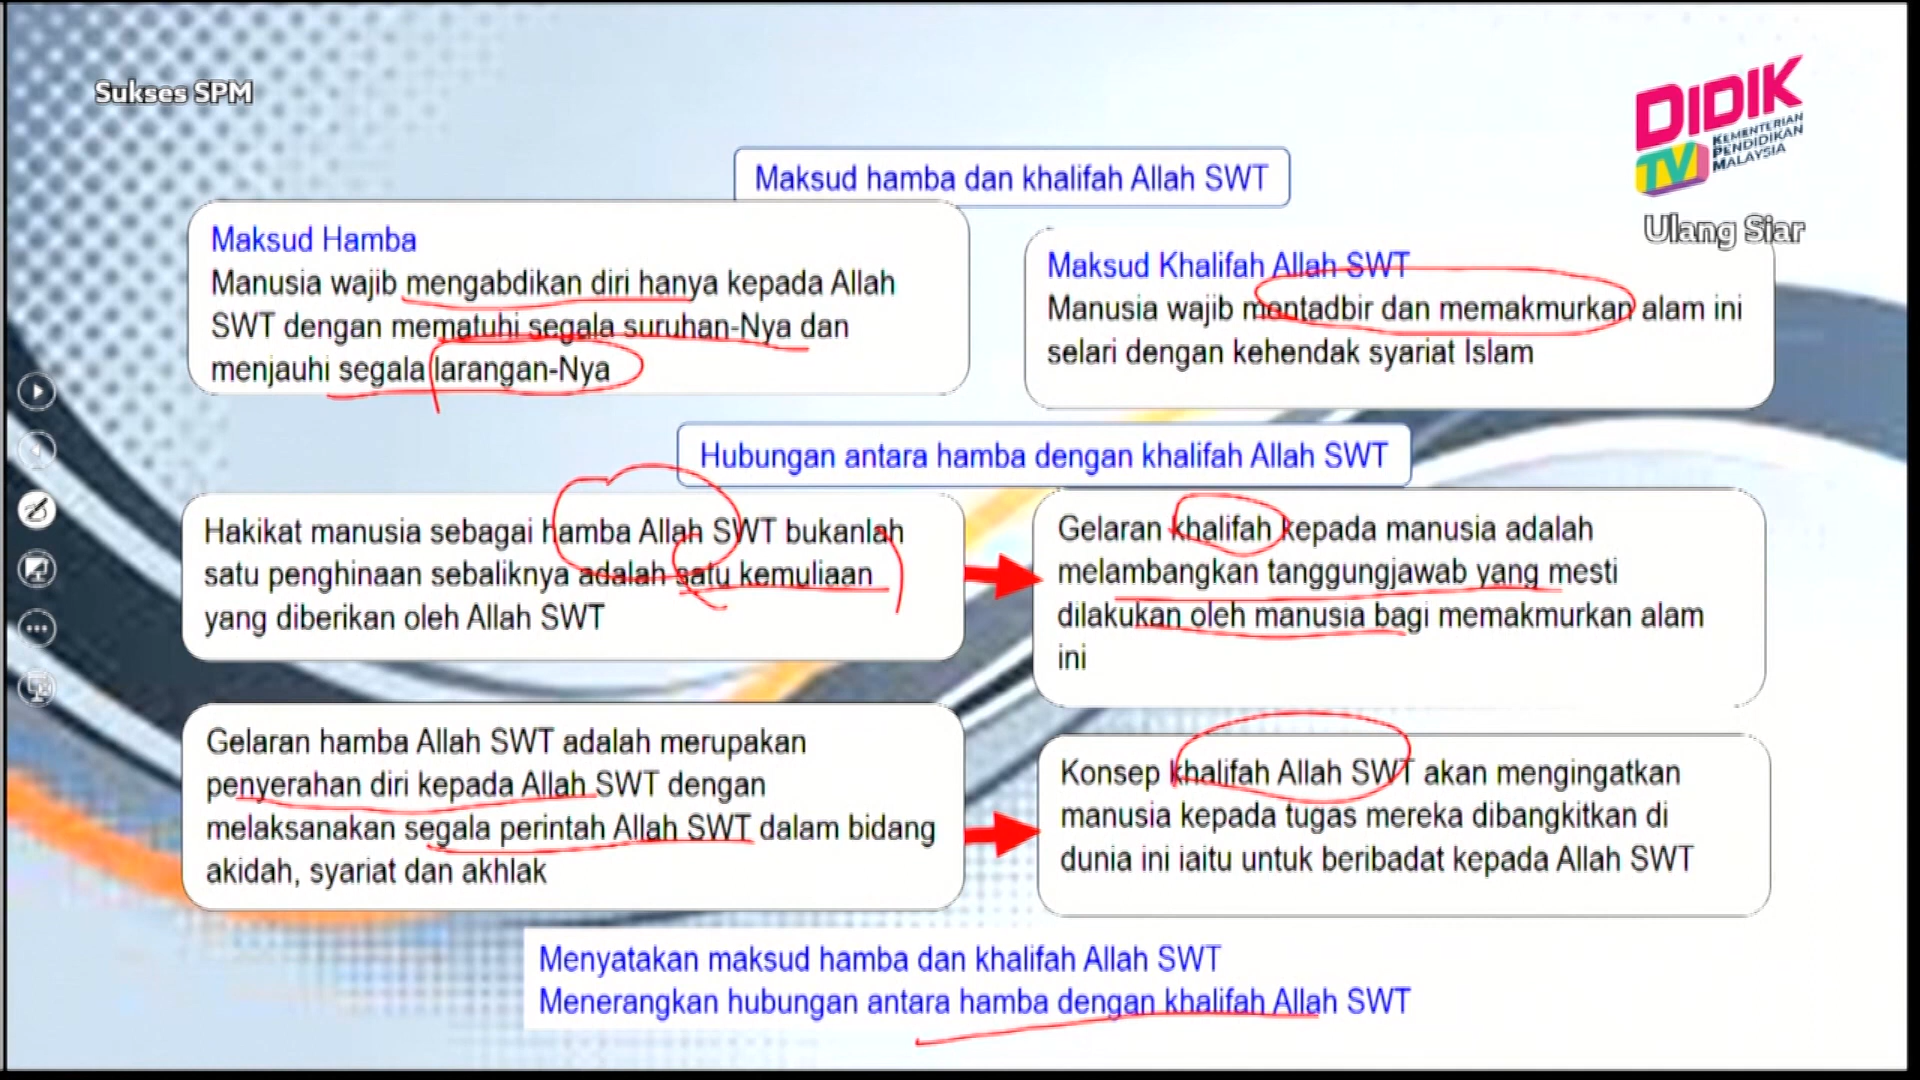 Sukses SPM
DIDIK
TV
KEMENTERIAN
PENDIDIKAN
MALAYSIA
Ulang Siar
Maksud hamba dan khalifah Allah SWT
Maksud Hamba
Manusia wajib mengabdikan diri hanya kepada Allah
SWT dengan mematuhi segala suruhan-Nya dan
menjauhi segala larangan-Nya
Maksud Khalifah Allah SWT
Manusia wajib mentadbir dan memakmurkan alam ini
selari dengan kehendak syariat Islam
Hubungan antara hamba dengan khalifah Allah SWT
Hakikat manusia sebagai hamba Allah SWT bukanlah
satu penghinaan sebaliknya adalah satu kemuliaan
yang diberikan oleh Allah SWT
Gelaran khalifah kepada manusia adalah
melambangkan tanggungjawab yang mesti
dilakukan oleh manusia bagi memakmurkan alam
ini
Gelaran hamba Allah SWT adalah merupakan
penyerahan diri kepada Allah SWT dengan
melaksanakan segala perintah Allah SWT dalam bidang
akidah, syariat dan akhlak
Konsep khalifah Allah SWT akan mengingatkan
manusia kepada tugas mereka dibangkitkan di
dunia ini iaitu untuk beribadat kepada Allah SWT
Menyatakan maksud hamba dan khalifah Allah SWT
Menerangkan hubungan antara hamba dengan khalifah Allah SWT